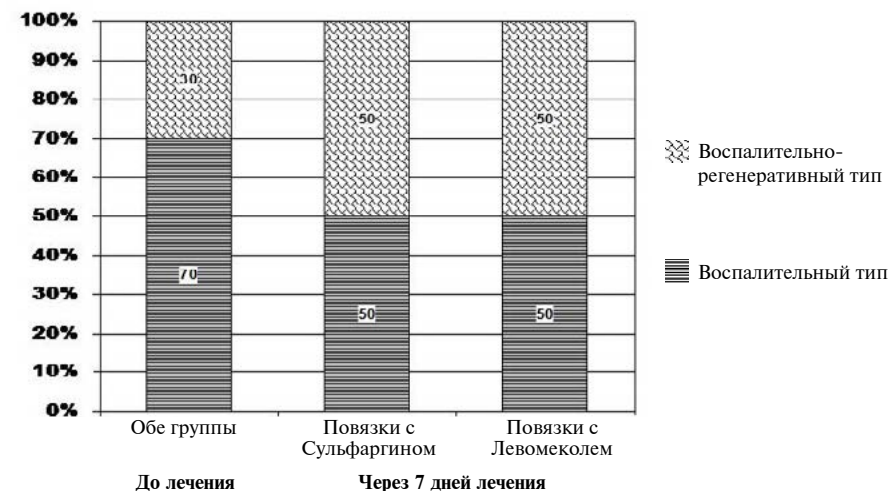 100%
90%
80%
70%
60%
50%
40%
30%
20%
10%
0%
30
70
50
50
50
50
Воспалительно-
регенеративный тип
Воспалительный тип
Обе группы
Повязки с
Сульфаргином
Повязки с
Левомеколем
До лечения
Через 7 дней лечения